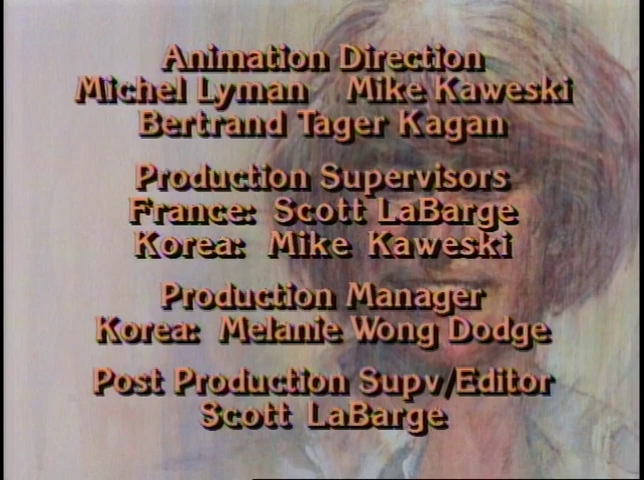 Animation Direction
Michel Lyman Mike Kaweski
Bertrand Tager Kagan
Production Supervisors
France: Scott LaBarge
Korea: Mike Kaweski
Production Manager
Korea: Melanie Wong Dodge
Post Production Supv/Editor
Scott LaBarge